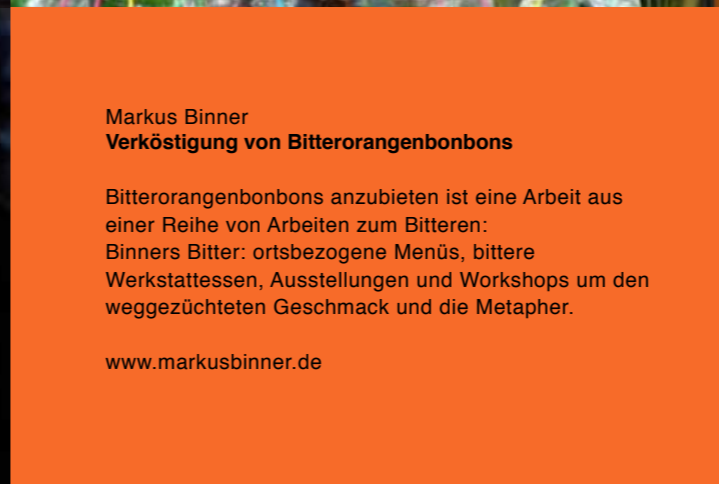 Markus Binner
Verköstigung von Bitterorangenbonbons
Bitterorangenbonbons anzubieten ist eine Arbeit aus
einer Reihe von Arbeiten zum Bitteren:
Binners Bitter: ortsbezogene Menüs, bittere
Werkstattessen, Ausstellungen und Workshops um den
weggezüchteten Geschmack und die Metapher.
www.markusbinner.de